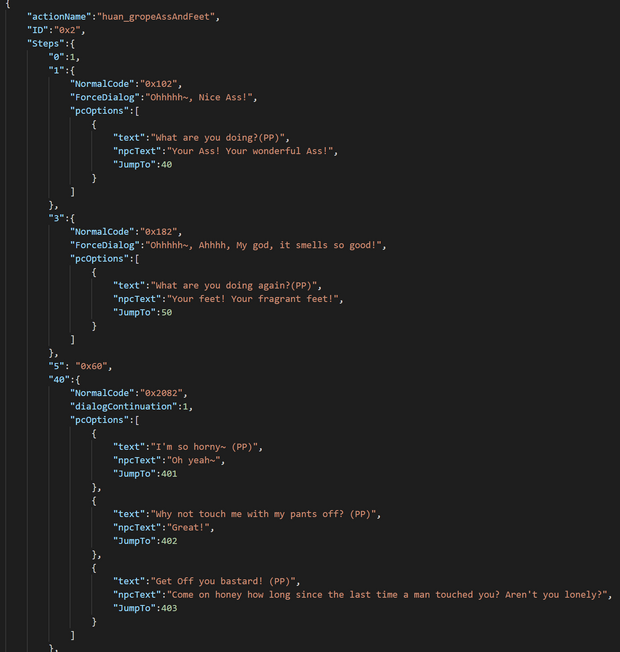 {
"actionName":"huan_gropeAssAndFeet",
"ID":"0x2",
"Steps":{
"0":1,
"1":{
"NormalCode":"0x102",
"ForceDialog":"Ohhhhh~, Nice Ass!",
"pcOptions":[
{
"text":"What are you doing?(PP)",
"npcText":"Your Ass! Your wonderful Ass!",
"JumpTo":40
}
]
},
"3":{
"NormalCode":"0x182",
"ForceDialog":"Ohhhhh~, Ahhhh, My god, it smells so good!",
"pcOptions":[
{
"text":"What are you doing again?(PP)",
"npcText":"Your feet! Your fragrant feet!",
"JumpTo":50
}
]
},
"5": "0x60",
"40":{
"NormalCode":"0x2082",
"dialogContinuation":1,
"pcOptions":[
{
"text":"I'm so horny~ (PP)",
"npcText":"Oh yeah~",
"JumpTo":401
},
{
"text":"Why not touch me with my pants off? (PP)",
"npcText":"Great!",
"JumpTo":402
},
{
"text":"Get Off you bastard! (PP)",
"npcText":"Come on honey how long since the last time a man touched you? Aren't you lonely?",
"JumpTo":403
}
]
},